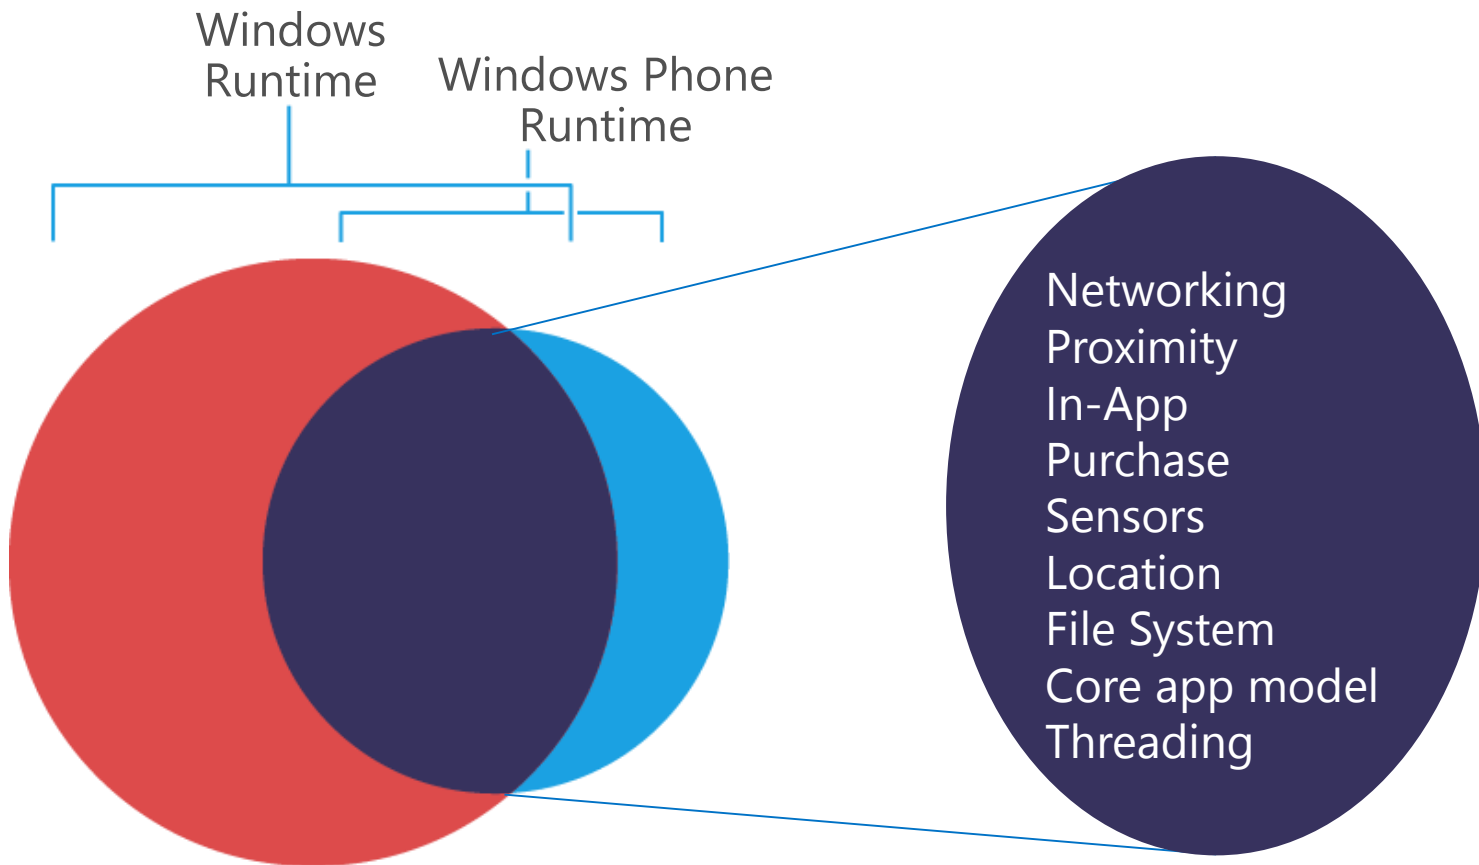 Windows
Runtime
Windows Phone
Runtime
Networking
Proximity
In-App
Purchase
Sensors
Location
File System
Core app model
Threading